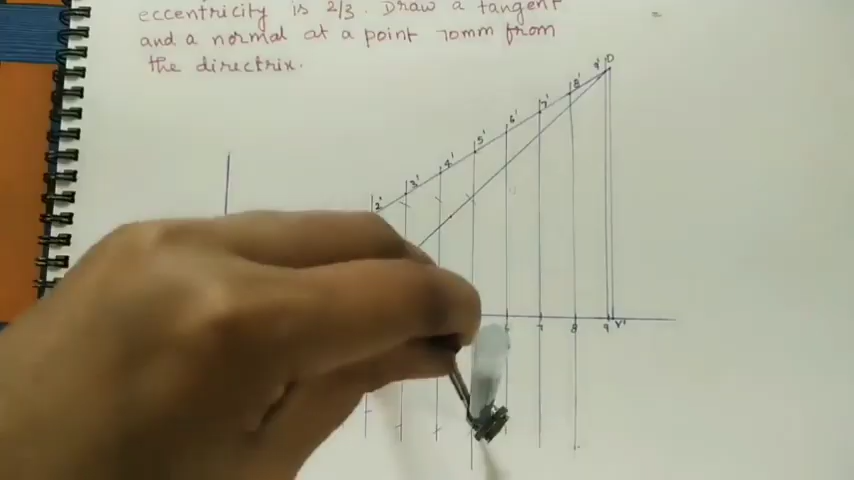 eccentricity is 2/3. Draw a tangent
and a normal at a point 70mm from
the directrix.
9' D
8'
7'
6'
5'
4'
3'
2'
6 7 8 9 V'